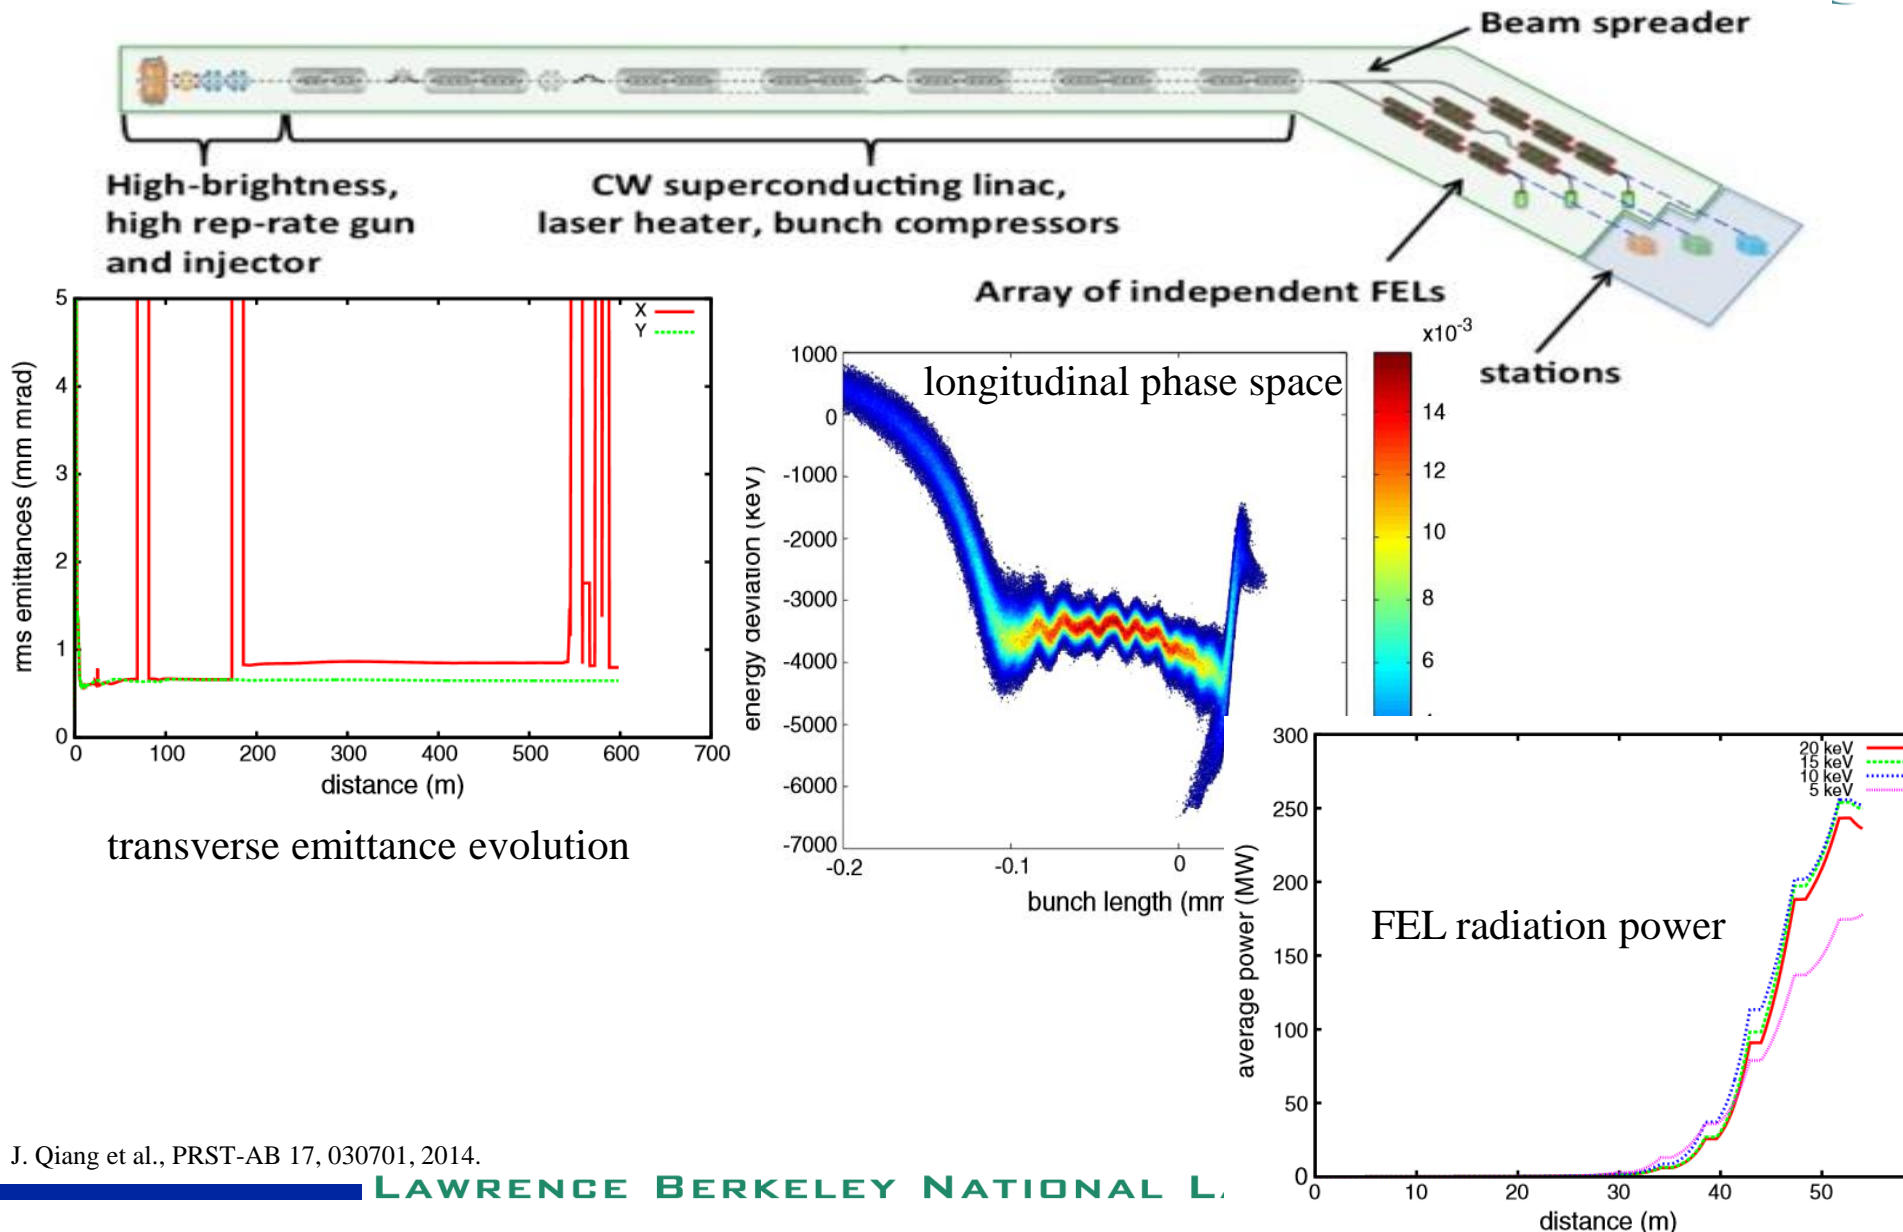 Beam spreader
High-brightness,
high rep-rate gun
and injector
CW superconducting linac,
laser heater, bunch compressors
Array of independent FELs
stations
5
4
3
2
1
0
0 100 200 300 400 500 600 700
rms emittances (mm mrad)
distance (m)
X
Y
transverse emittance evolution
longitudinal phase space
1000
0
-1000
-2000
-3000
-4000
-5000
-6000
-7000
-0.2 -0.1 0
energy deviation (keV)
bunch length (mm
x10-3
14
12
10
8
6
300
250
200
150
100
50
0
0 10 20 30 40 50
average power (MW)
distance (m)
20 keV
15 keV
10 keV
5 keV
FEL radiation power
J. Qiang et al., PRST-AB 17, 030701, 2014.
LAWRENCE BERKELEY NATIONAL L